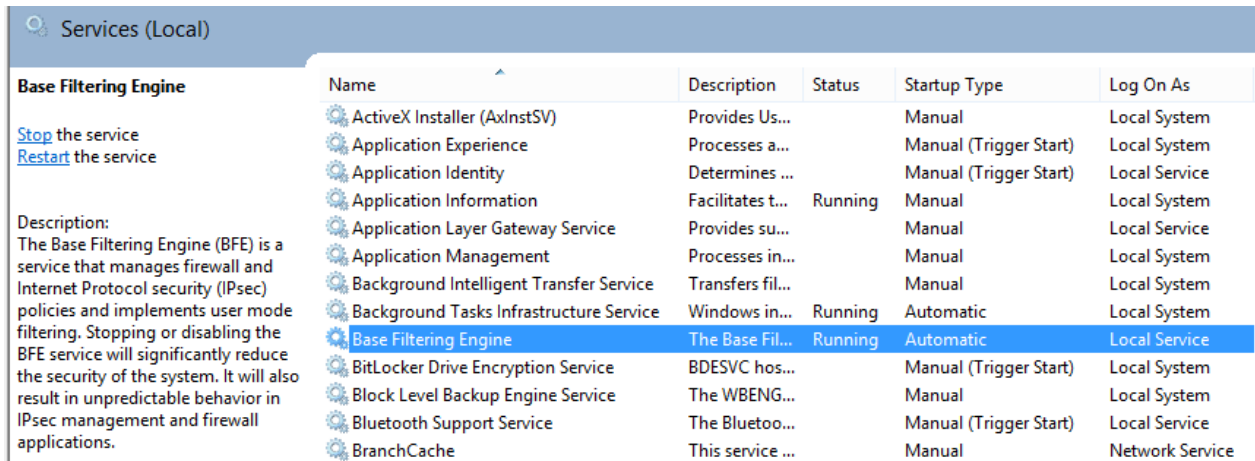 Services (Local)
Base Filtering Engine
Stop the service
Restart the service
Description:
The Base Filtering Engine (BFE) is a
service that manages firewall and
Internet Protocol security (IPsec)
policies and implements user mode
filtering. Stopping or disabling the
BFE service will significantly reduce
the security of the system. It will also
result in unpredictable behavior in
IPsec management and firewall
applications.
Name Description Status Startup Type Log On As
ActiveX Installer (AxInstSV) Provides Us... Manual Local System
Application Experience Processes a... Manual (Trigger Start) Local System
Application Identity Determines ... Manual (Trigger Start) Local Service
Application Information Facilitates t... Running Manual Local System
Application Layer Gateway Service Provides su... Manual Local Service
Application Management Processes in... Manual Local System
Background Intelligent Transfer Service Transfers fil... Manual Local System
Background Tasks Infrastructure Service Windows in... Running Automatic Local System
Base Filtering Engine The Base Fil... Running Automatic Local Service
BitLocker Drive Encryption Service BDESVC hos... Manual (Trigger Start) Local System
Block Level Backup Engine Service The WBENG... Manual Local System
Bluetooth Support Service The Bluetoo... Manual (Trigger Start) Local Service
BranchCache This service ... Manual Network Service